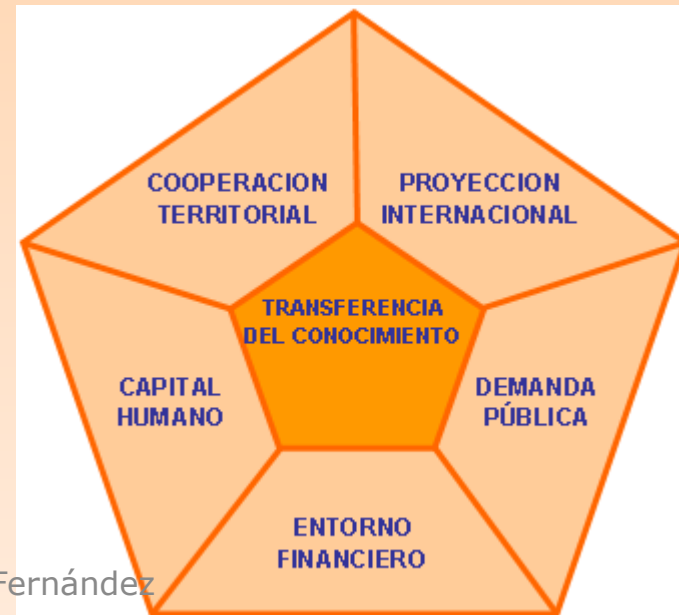 COOPERACION
TERRITORIAL
PROYECCION
INTERNACIONAL
TRANSFERENCIA
DEL CONOCIMIENTO
CAPITAL
HUMANO
DEMANDA
PÚBLICA
ENTORNO
FINANCIERO
Fernández